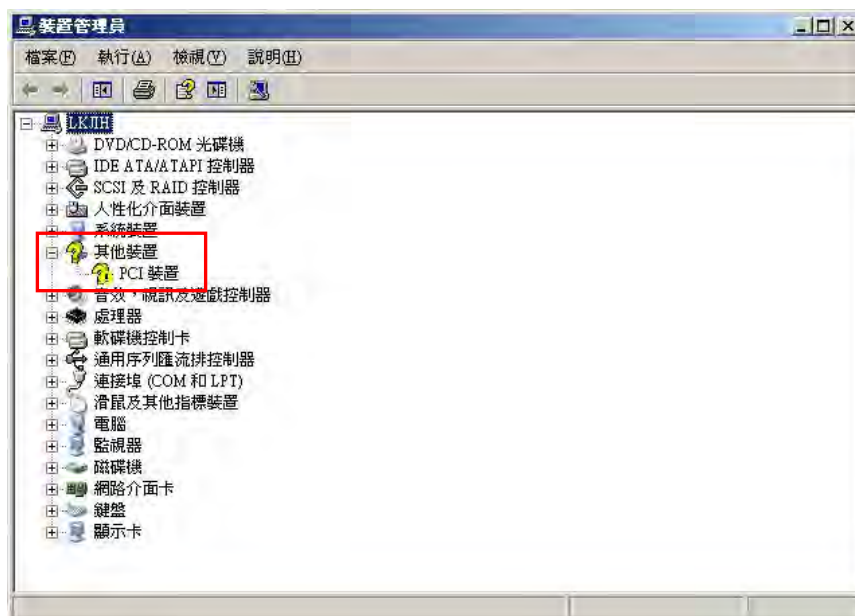 裝置管理員
檔案(F) 執行(A) 檢視(V) 說明(H)
LKJIH
DVD/CD-ROM 光碟機
IDE ATA/ATAPI 控制器
SCSI 及 RAID 控制器
人性化介面裝置
系統裝置
其他裝置
PCI 裝置
音效，視訊及遊戲控制器
處理器
軟碟機控制卡
通用序列匯流排控制器
連接埠 (COM 和 LPT)
滑鼠及其他指標裝置
電腦
監視器
磁碟機
網路介面卡
鍵盤
顯示卡